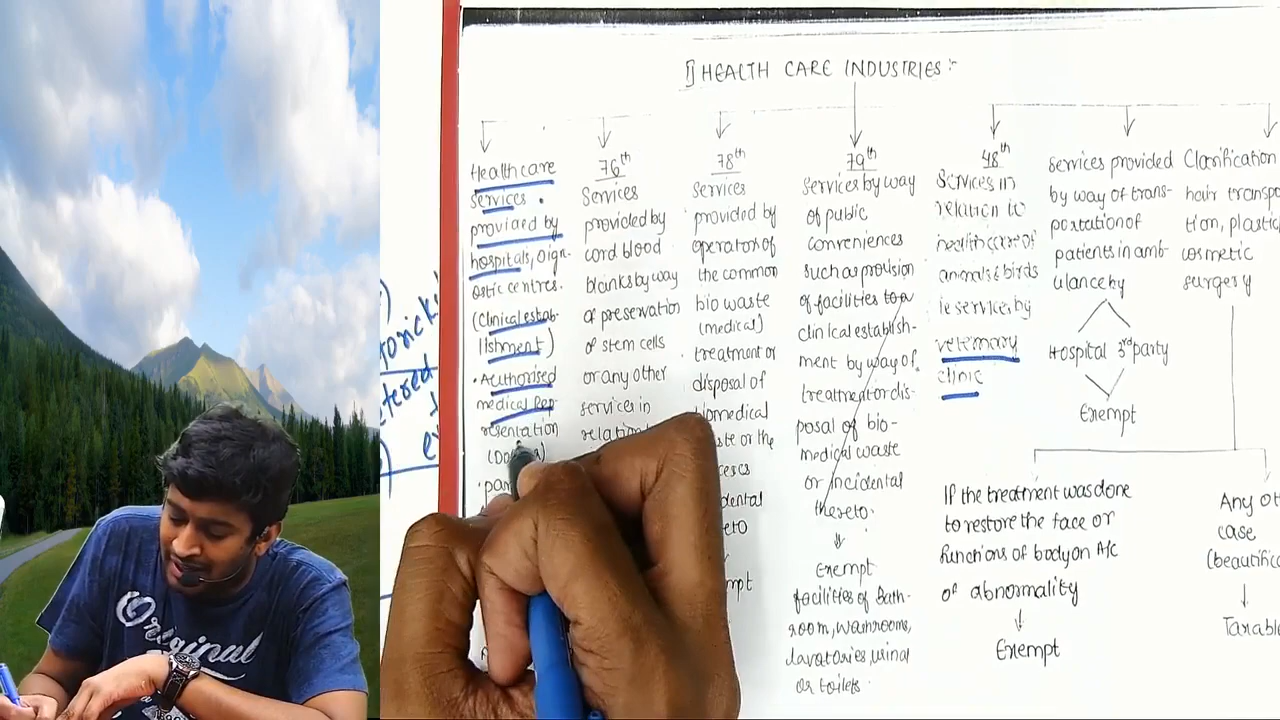 1] HEALTH CARE INDUSTRIES :-
Health care
services.
provided by
hospitals, diagn-
ostic centres.
(clinical estab-
lishment)
• Authorised
medical Rep-
resentation
76th
Services
provided by
cord blood
blanks by way
of preservation
of stem cells
or any other
services in
78th
Services
provided by
operator of
the common
bio waste
(medical)
treatment or
disposal of
biomedical
79th
Services by way
of public
conveniences
such as provision
of facilities to a
clinical establish-
ment by way of
treatment or dis-
posal of bio-
medical waste
or incidental
thereto.
Exempt
facilities of Bath-
room, washrooms,
lavatories, urinal
or toilets.
48th
Services in
relation to
health care of
animals & birds
ie service, by
veternary
clinic
Services provided
by way of trans-
portation of
patients in amb-
ulance by
Hospital 3rd party
Exempt
Classification
hair transp
tion, plastic
cosmetic
surgery
If the treatment was done
to restore the face or
functions of body on A/c
of abnormality
Exempt
Any ot
case
(beautific
Taxabl
Original